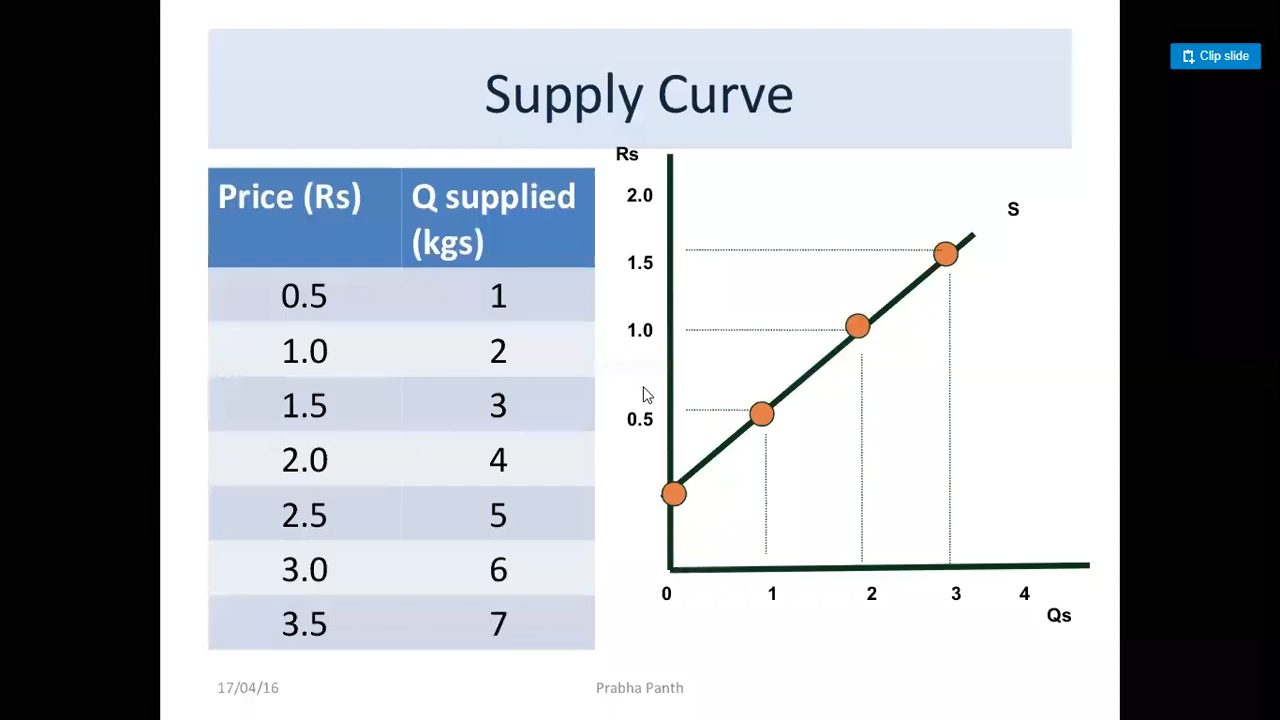 Clip slide
Supply Curve
Price (Rs) Q supplied
(kgs)
0.5 1
1.0 2
1.5 3
2.0 4
2.5 5
3.0 6
3.5 7
Rs
2.0
S
1.5
1.0
0.5
0 1 2 3 4
Qs
17/04/16 Prabha Panth